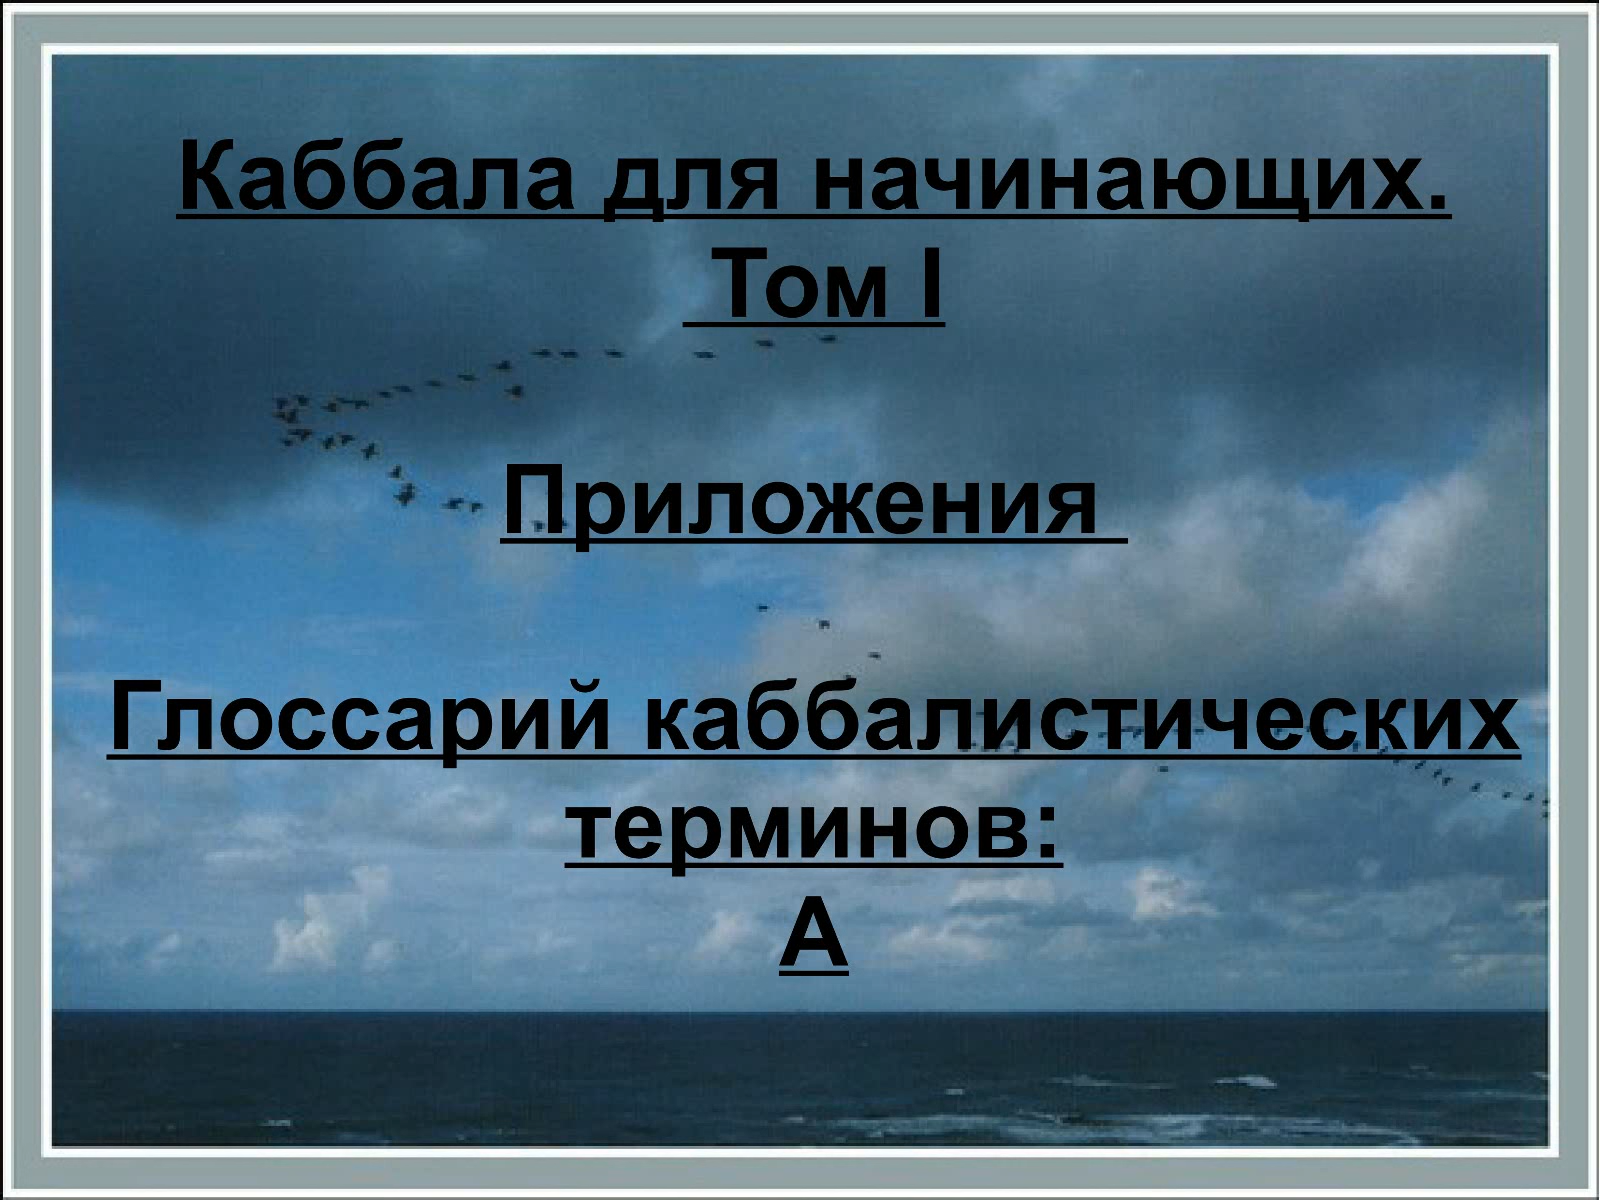 Каббала для начинающих.
Том I
Приложения
Глоссарий каббалистических
терминов:
А